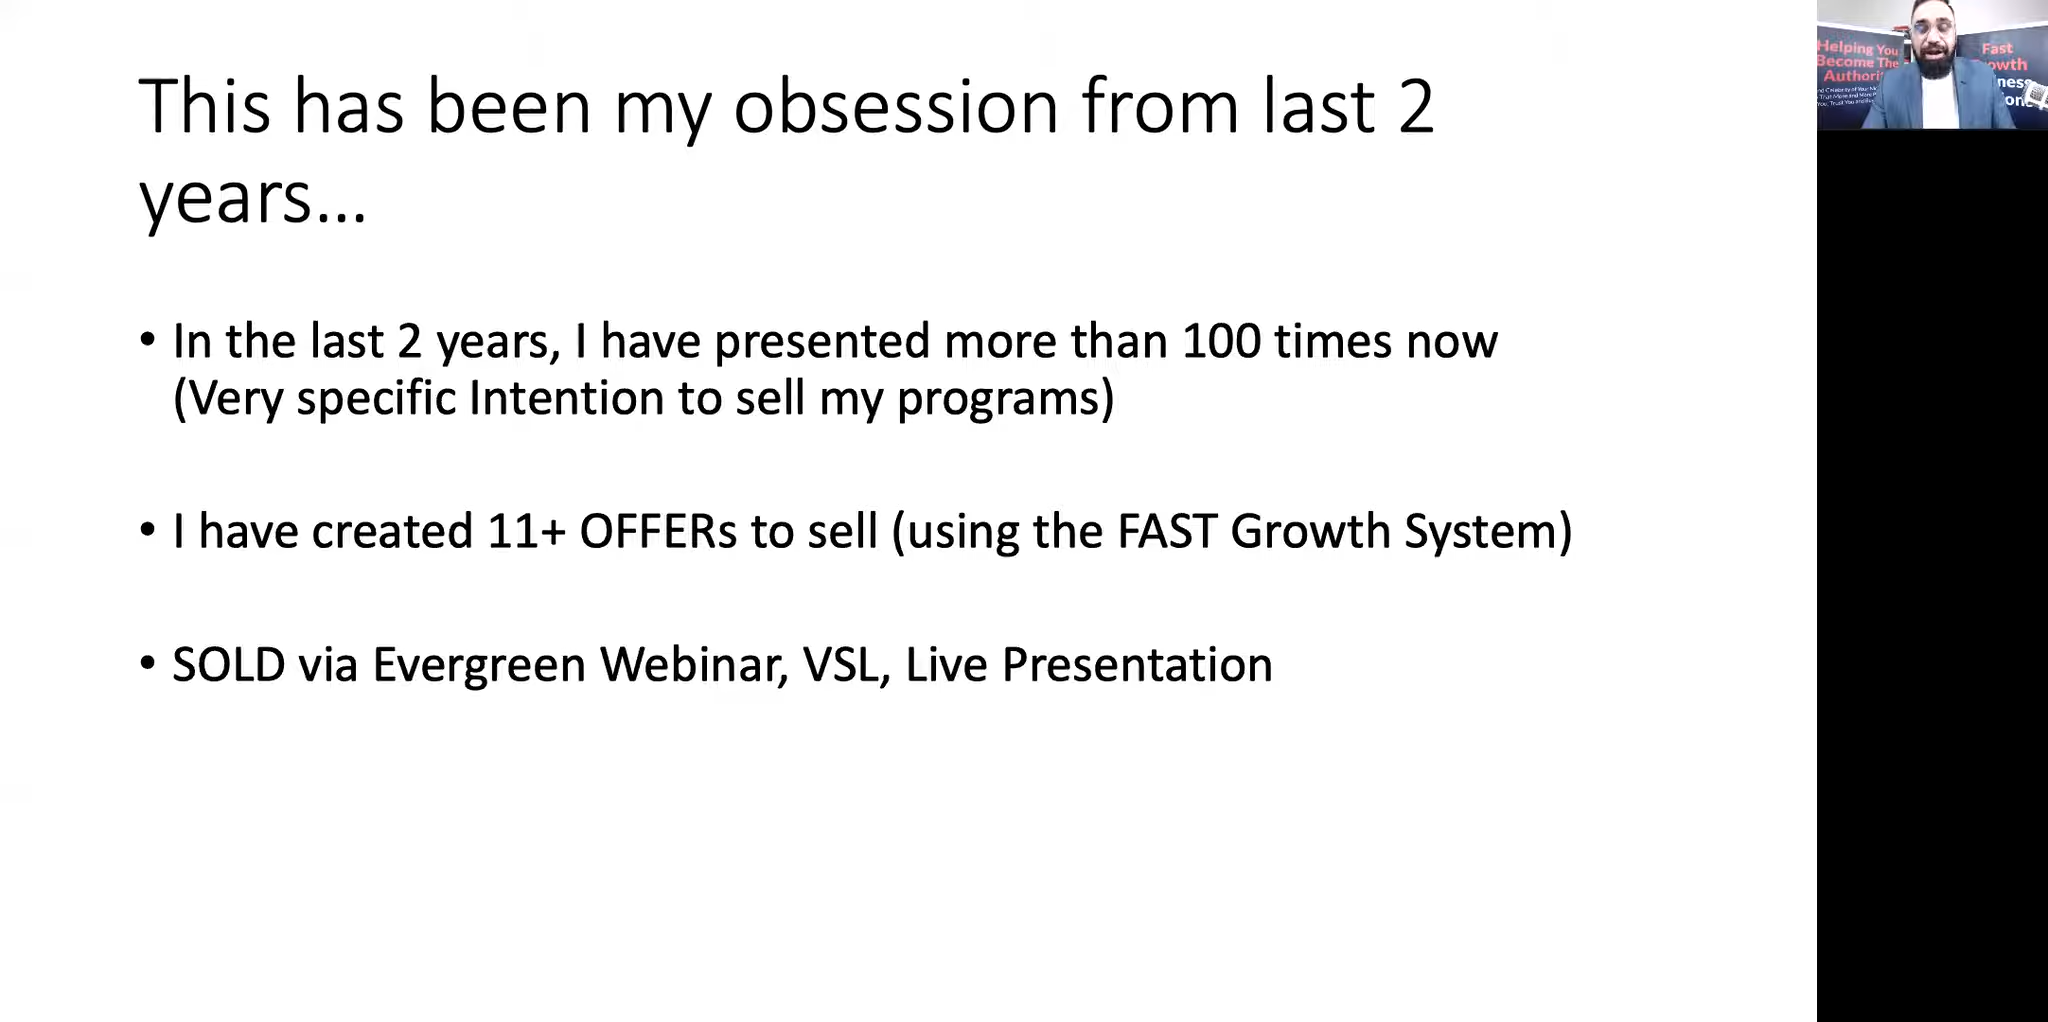 This has been my obsession from last 2
years...
• In the last 2 years, I have presented more than 100 times now
(Very specific Intention to sell my programs)
• I have created 11+ OFFERs to sell (using the FAST Growth System)
• SOLD via Evergreen Webinar, VSL, Live Presentation
Helping You
Become The
Fast